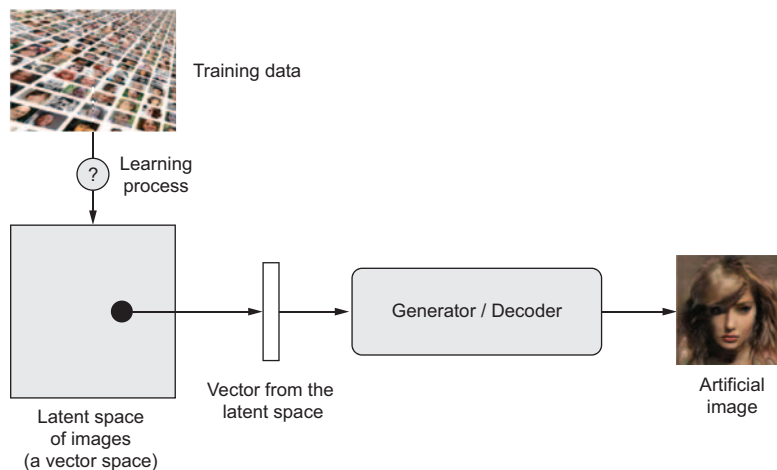 Training data
?
Learning
process
Generator / Decoder
Vector from the
latent space
Artificial
image
Latent space
of images
(a vector space)